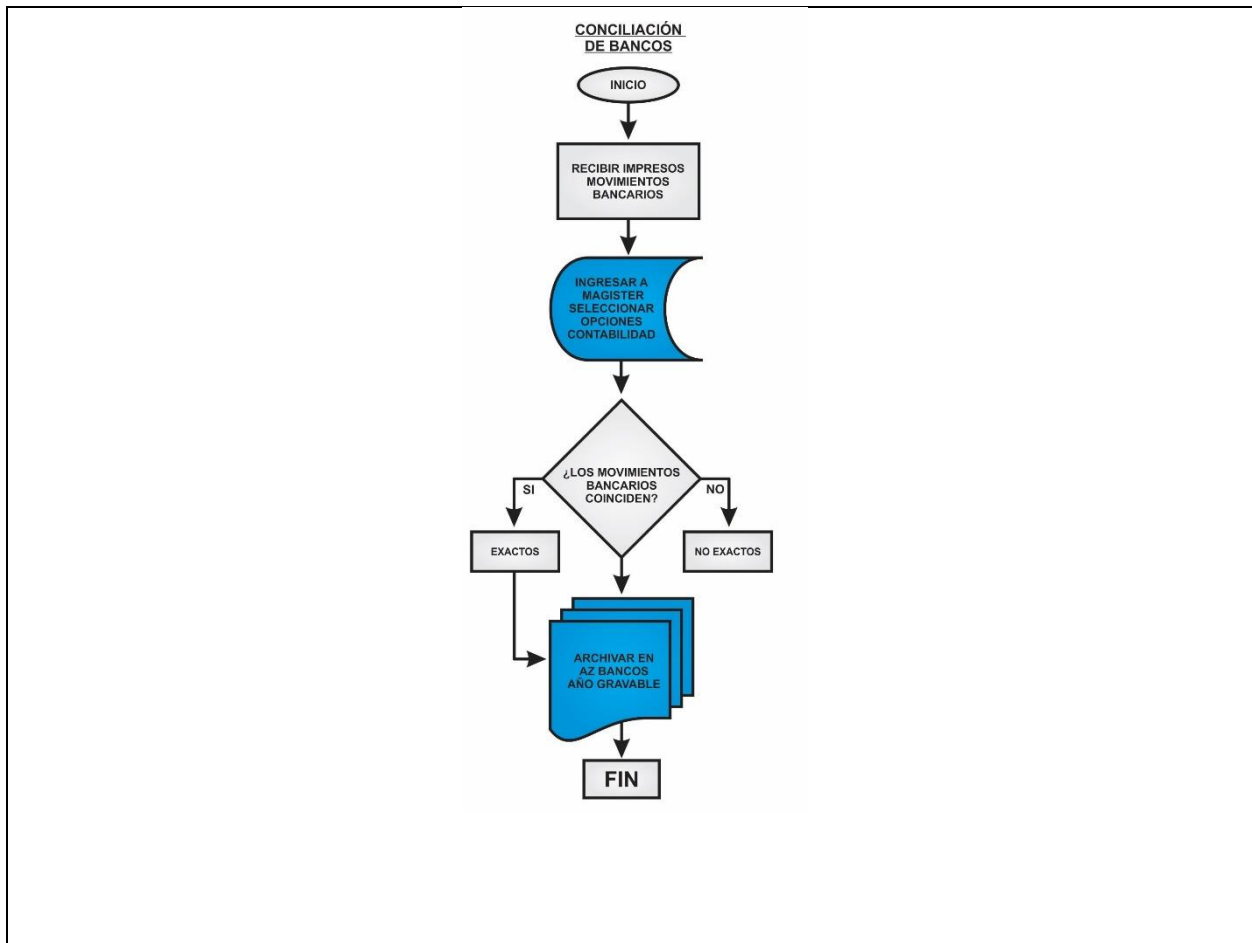 CONCILIACIÓN
DE BANCOS
INICIO
RECIBIR IMPRESOS
MOVIMIENTOS
BANCARIOS
INGRESAR A
MAGISTER
SELECCIONAR
OPCIONES
CONTABILIDAD
¿LOS MOVIMIENTOS
BANCARIOS
COINCIDEN?
SI
NO
EXACTOS
NO EXACTOS
ARCHIVAR EN
AZ BANCOS
AÑO GRAVABLE
FIN